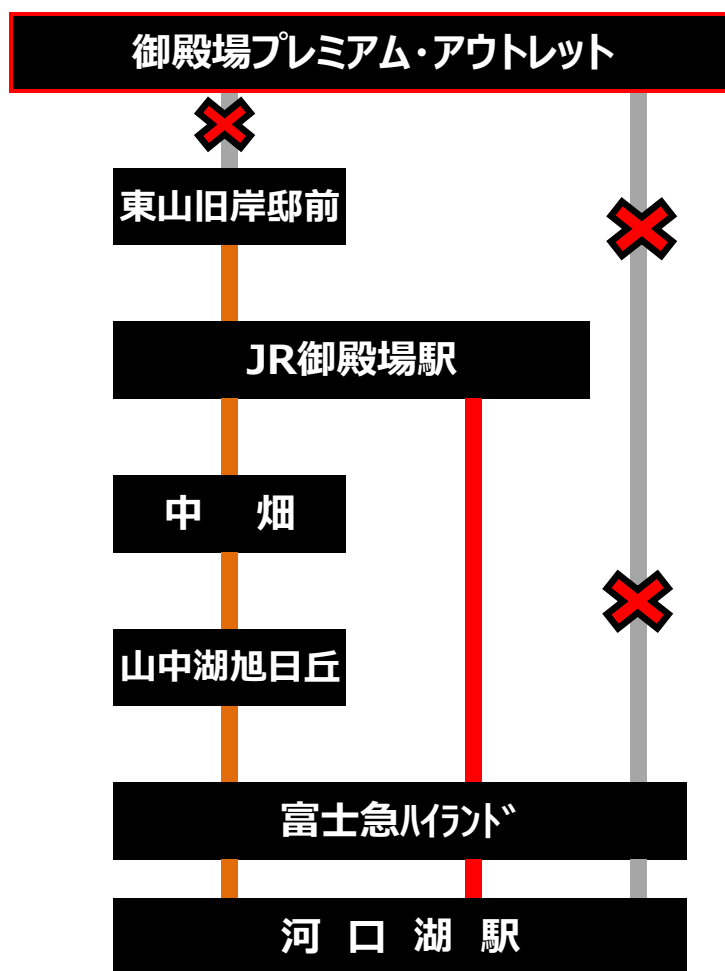 御殿場プレミアム・アウトレット
東山旧岸邸前
JR御殿場駅
中 畑
山中湖旭日丘
富士急ﾊｲﾗﾝﾄﾞ
河 口 湖 駅